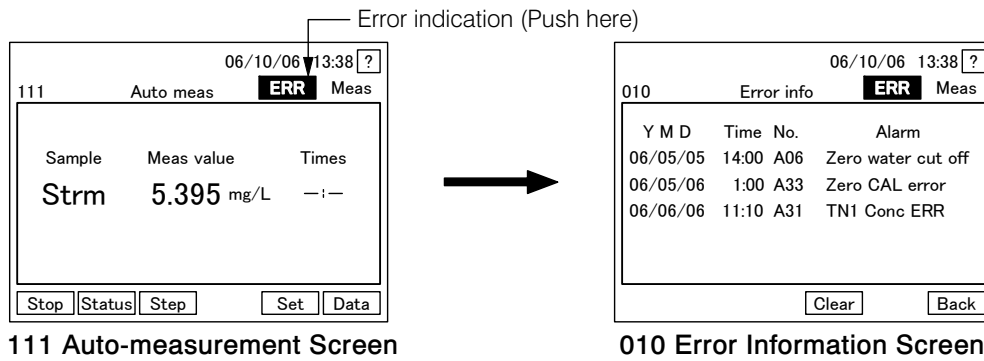 Error indication (Push here)
06/10/06 13:38 ?
111 Auto meas ERR Meas
Sample Meas value Times
Strm 5.395 mg/L -:-
Stop Status Step Set Data
111 Auto-measurement Screen
06/10/06 13:38 ?
010 Error info ERR Meas
Y M D Time No. Alarm
06/05/05 14:00 A06 Zero water cut off
06/05/06 1:00 A33 Zero CAL error
06/06/06 11:10 A31 TN1 Conc ERR
Clear Back
010 Error Information Screen